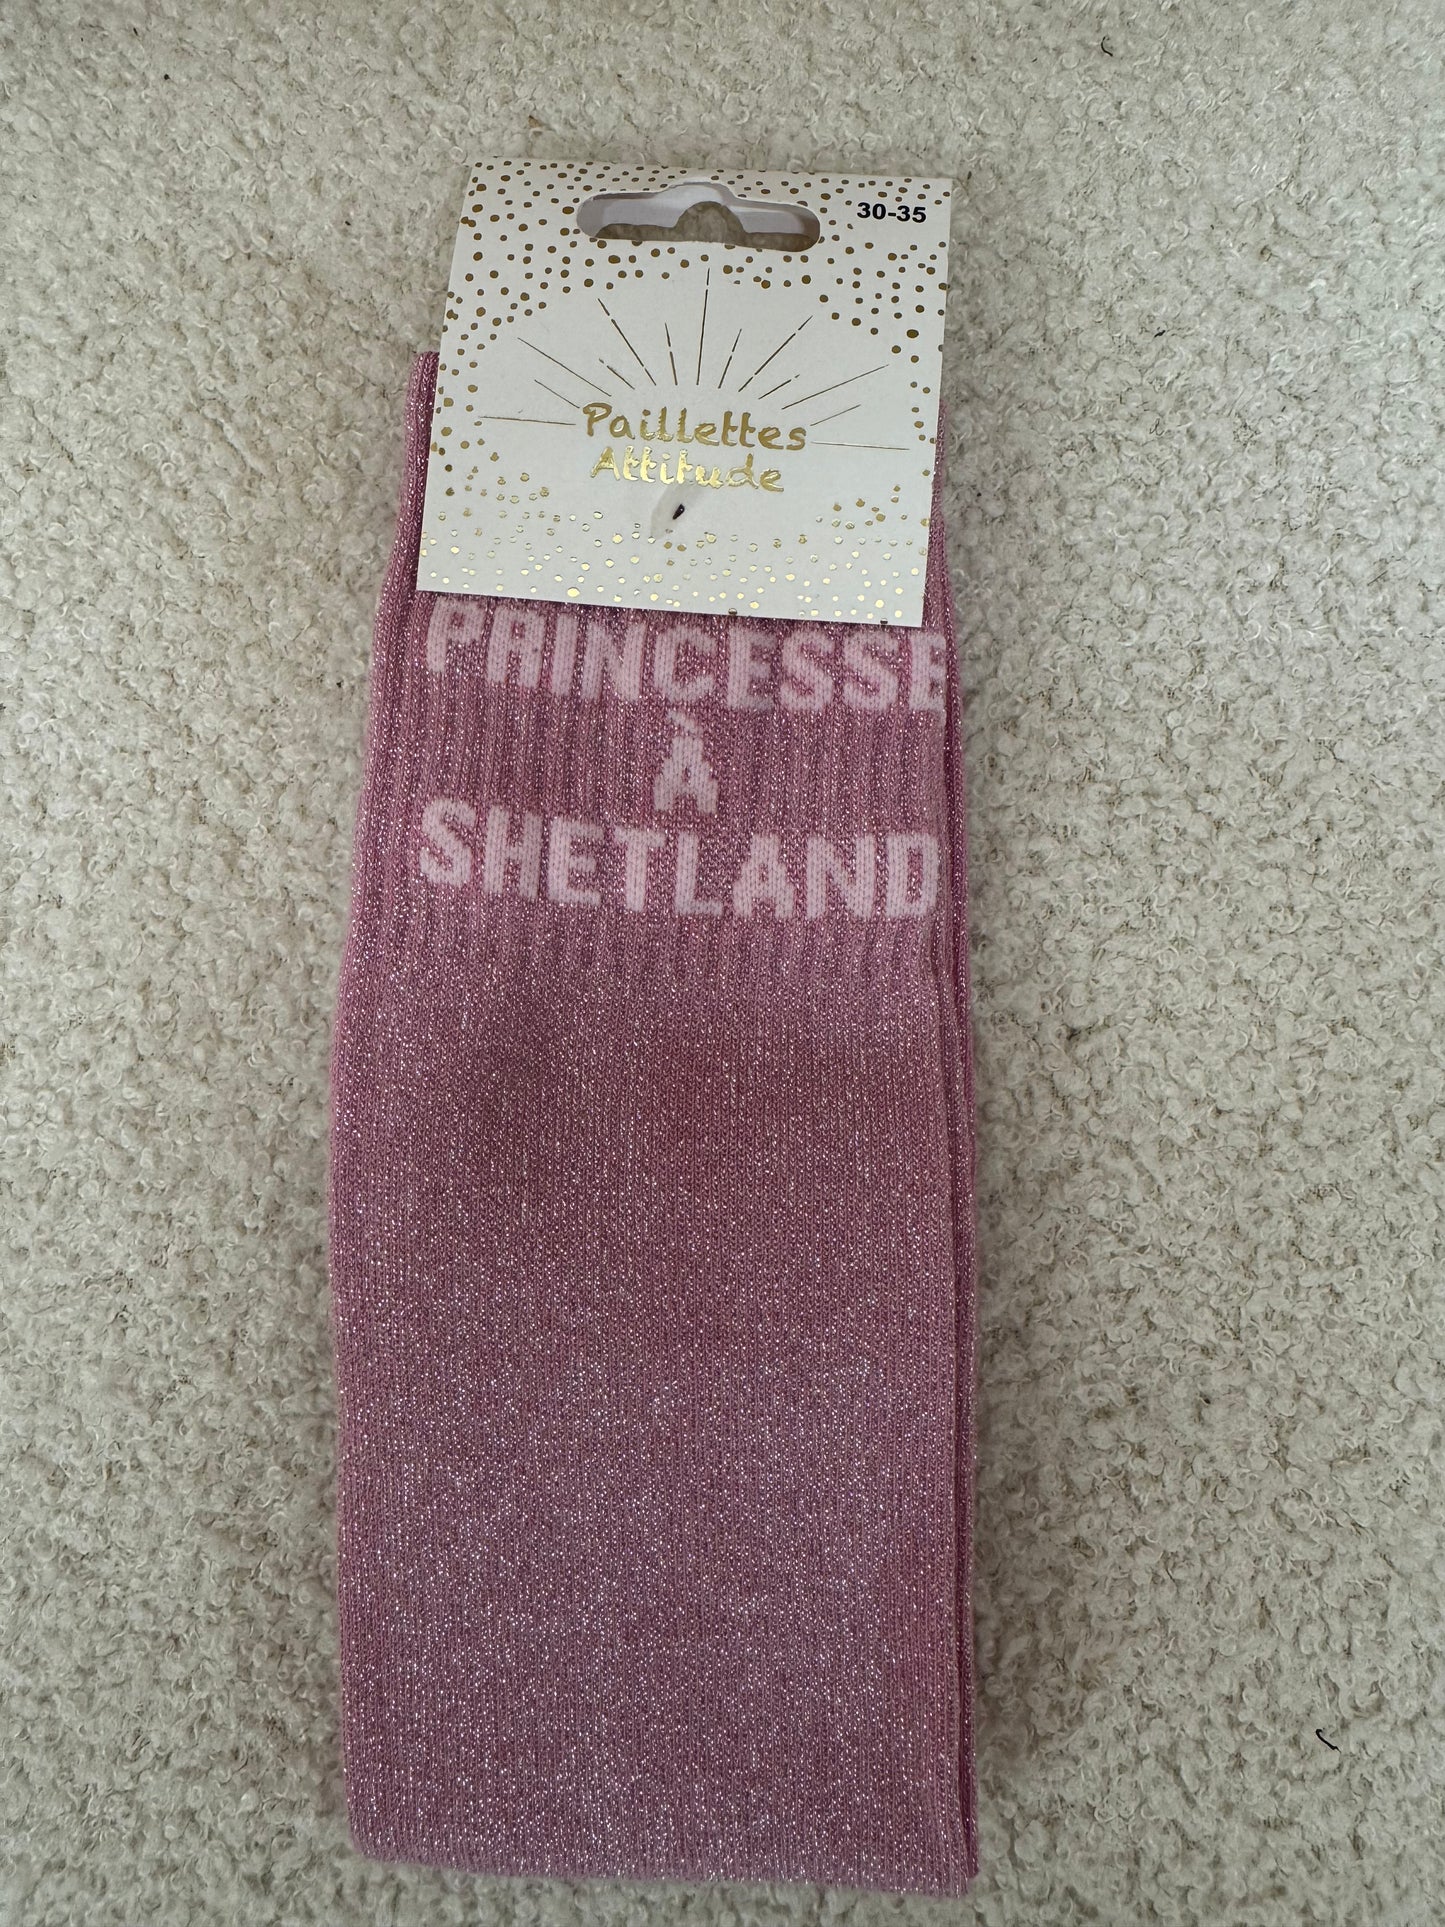 30-35
Paillettes
Attitude
PRINCESSE
À
SHETLAND